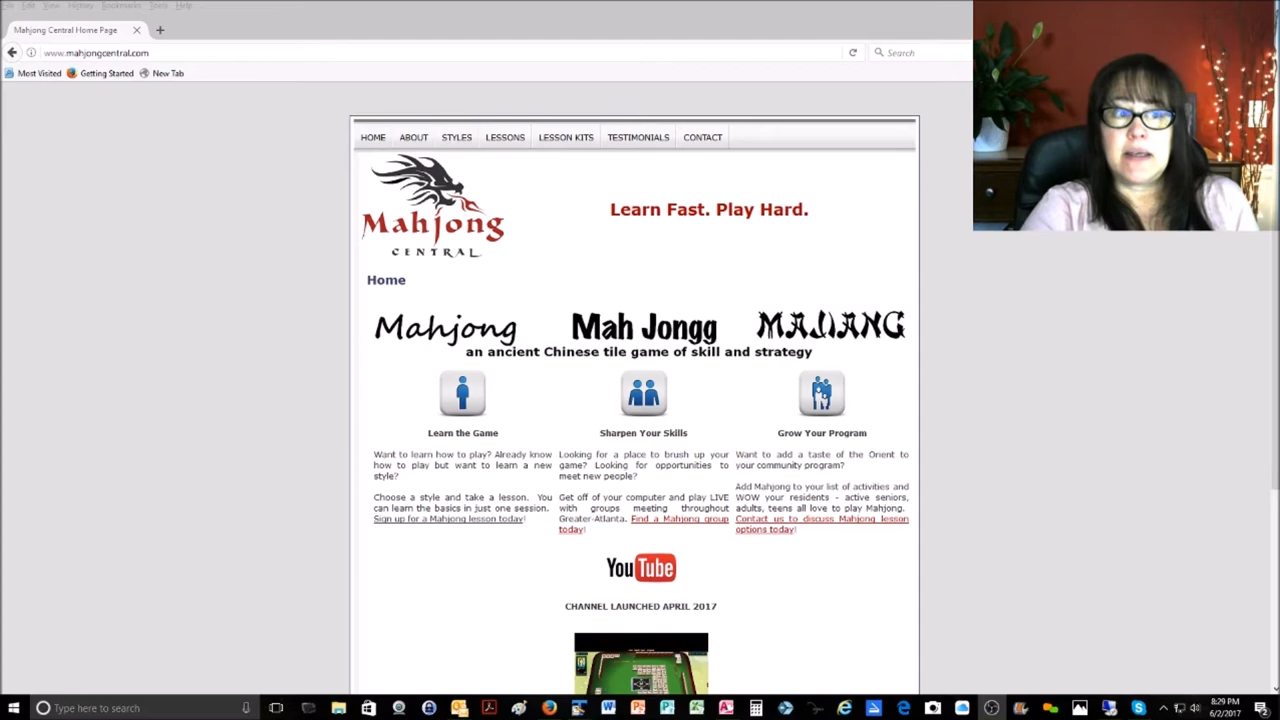 File Edit View History Bookmarks Tools Help
Mahjong Central Home Page
www.mahjongcentral.com
Search
Most Visited Getting Started New Tab
HOME ABOUT STYLES LESSONS LESSON KITS TESTIMONIALS CONTACT
Mahjong
CENTRAL
Learn Fast. Play Hard.
Home
Mahjong Mah Jongg MAJIANG
an ancient Chinese tile game of skill and strategy
Learn the Game
Want to learn how to play? Already know
how to play but want to learn a new
style?
Choose a style and take a lesson. You
can learn the basics in just one session.
Sign up for a Mahjong lesson today!
Sharpen Your Skills
Looking for a place to brush up your
game? Looking for opportunities to
meet new people?
Get off of your computer and play LIVE
with groups meeting throughout
Greater-Atlanta. Find a Mahjong group
today!
Grow Your Program
Want to add a taste of the Orient to
your community program?
Add Mahjong to your list of activities and
WOW your residents - active seniors,
adults, teens all love to play Mahjong.
Contact us to discuss Mahjong lesson
options today!
YouTube
CHANNEL LAUNCHED APRIL 2017
Type here to search
8:29 PM
6/2/2017